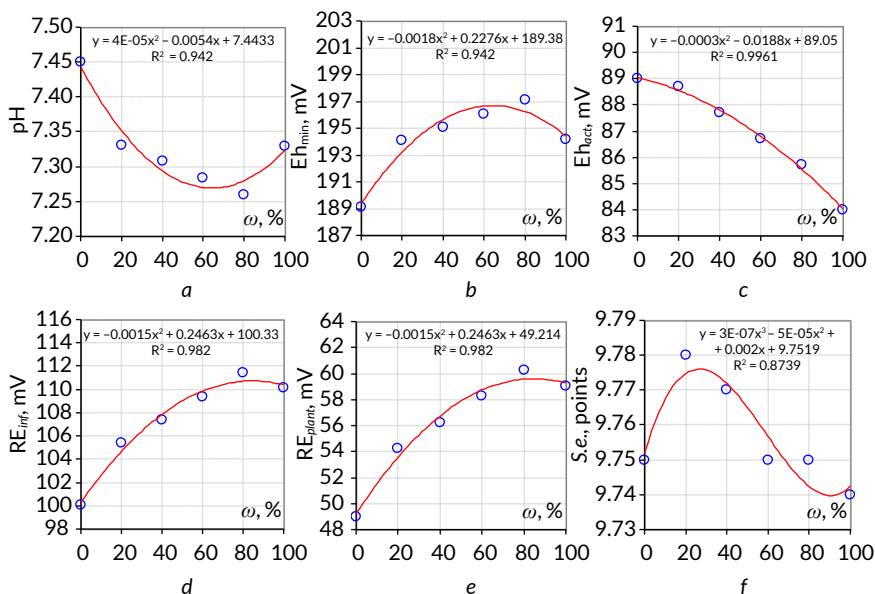 7.50
7.45
7.40
7.35
7.30
7.25
7.20
pH
y = 4E-05x² − 0.0054x + 7.4433
R² = 0.942
ω, %
0 20 40 60 80 100
a
203
201
199
197
195
193
191
189
187
Ehmin, mV
y = −0.0018x² + 0.2276x + 189.38
R² = 0.942
ω, %
0 20 40 60 80 100
b
91
90
89
88
87
86
85
84
83
Ehact, mV
y = −0.0003x² − 0.0188x + 89.05
R² = 0.9961
ω, %
0 20 40 60 80 100
c
116
114
112
110
108
106
104
102
100
98
REinf, mV
y = −0.0015x² + 0.2463x + 100.33
R² = 0.982
ω, %
0 20 40 60 80 100
d
64
62
60
58
56
54
52
50
48
REplant, mV
y = −0.0015x² + 0.2463x + 49.214
R² = 0.982
ω, %
0 20 40 60 80 100
e
9.79
9.78
9.77
9.76
9.75
9.74
9.73
S.e., points
y = 3E-07x³ − 5E-05x² +
+ 0.002x + 9.7519
R² = 0.8739
ω, %
0 20 40 60 80 100
f